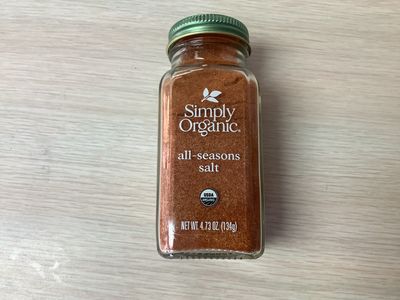 Simply
Organic®
all-seasons
salt
USDA
ORGANIC
NET WT. 4.73 OZ. (134g)